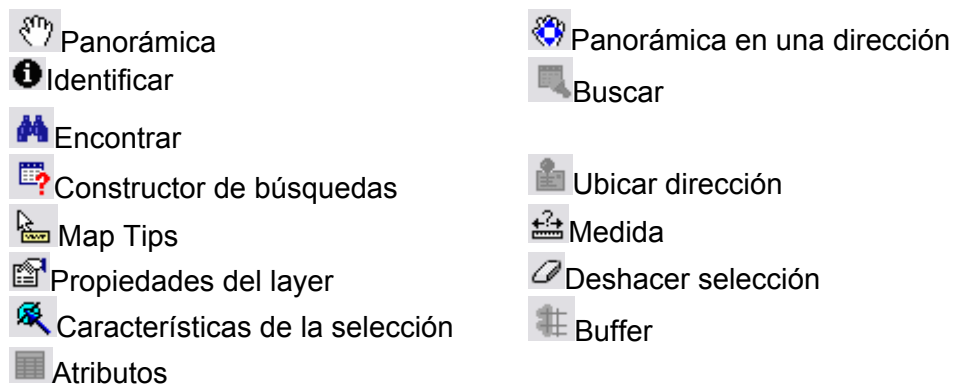 Panorámica
Panorámica en una dirección
Identificar
Buscar
Encontrar
Constructor de búsquedas
Ubicar dirección
Map Tips
Medida
Propiedades del layer
Deshacer selección
Características de la selección
Buffer
Atributos